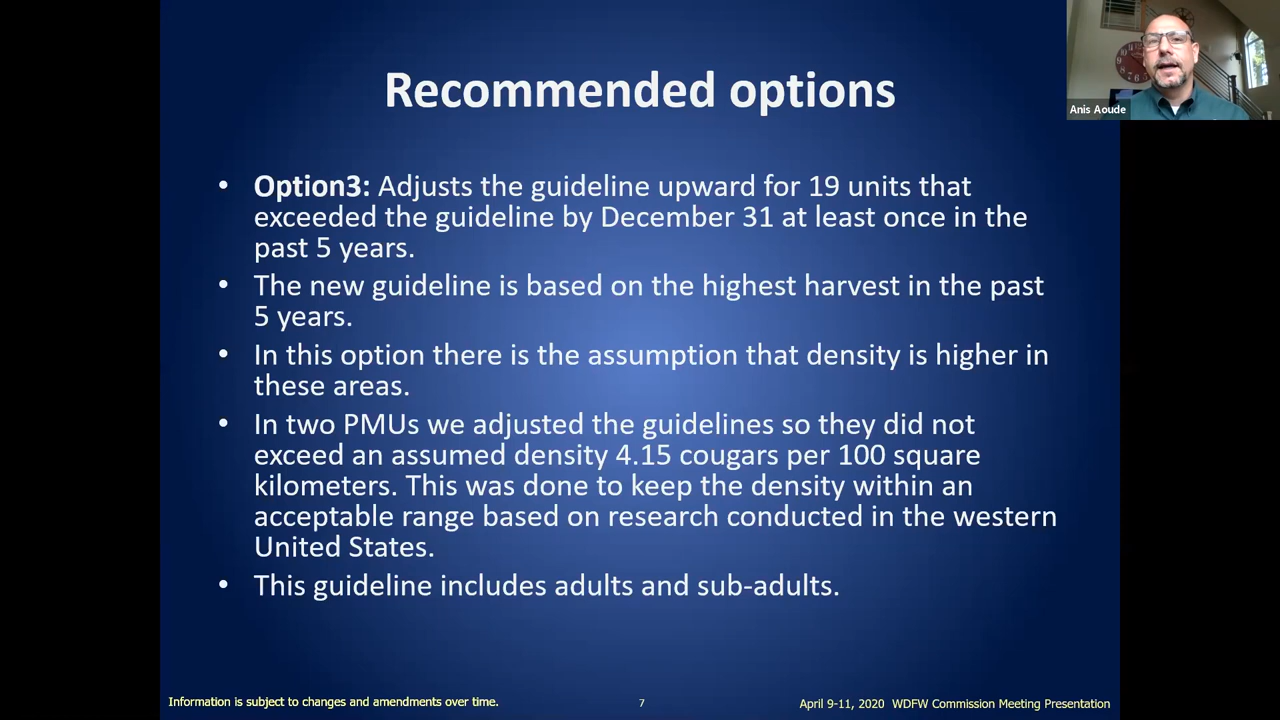 Recommended options
Anis Aoude
• Option3: Adjusts the guideline upward for 19 units that
exceeded the guideline by December 31 at least once in the
past 5 years.
• The new guideline is based on the highest harvest in the past
5 years.
• In this option there is the assumption that density is higher in
these areas.
• In two PMUs we adjusted the guidelines so they did not
exceed an assumed density 4.15 cougars per 100 square
kilometers. This was done to keep the density within an
acceptable range based on research conducted in the western
United States.
• This guideline includes adults and sub-adults.
Information is subject to changes and amendments over time.
7
April 9-11, 2020 WDFW Commission Meeting Presentation